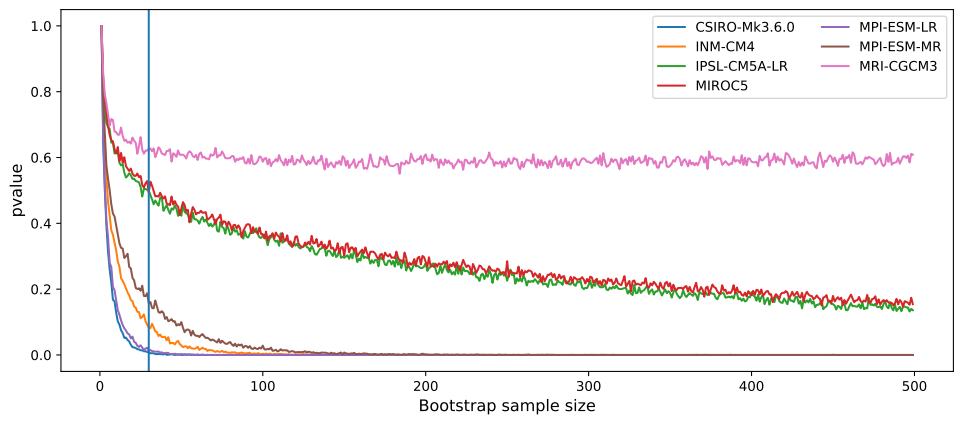 1.0
0.8
0.6
0.4
0.2
0.0
pvalue
0
100
200
300
400
500
Bootstrap sample size
CSIRO-Mk3.6.0
INM-CM4
IPSL-CM5A-LR
MIROC5
MPI-ESM-LR
MPI-ESM-MR
MRI-CGCM3